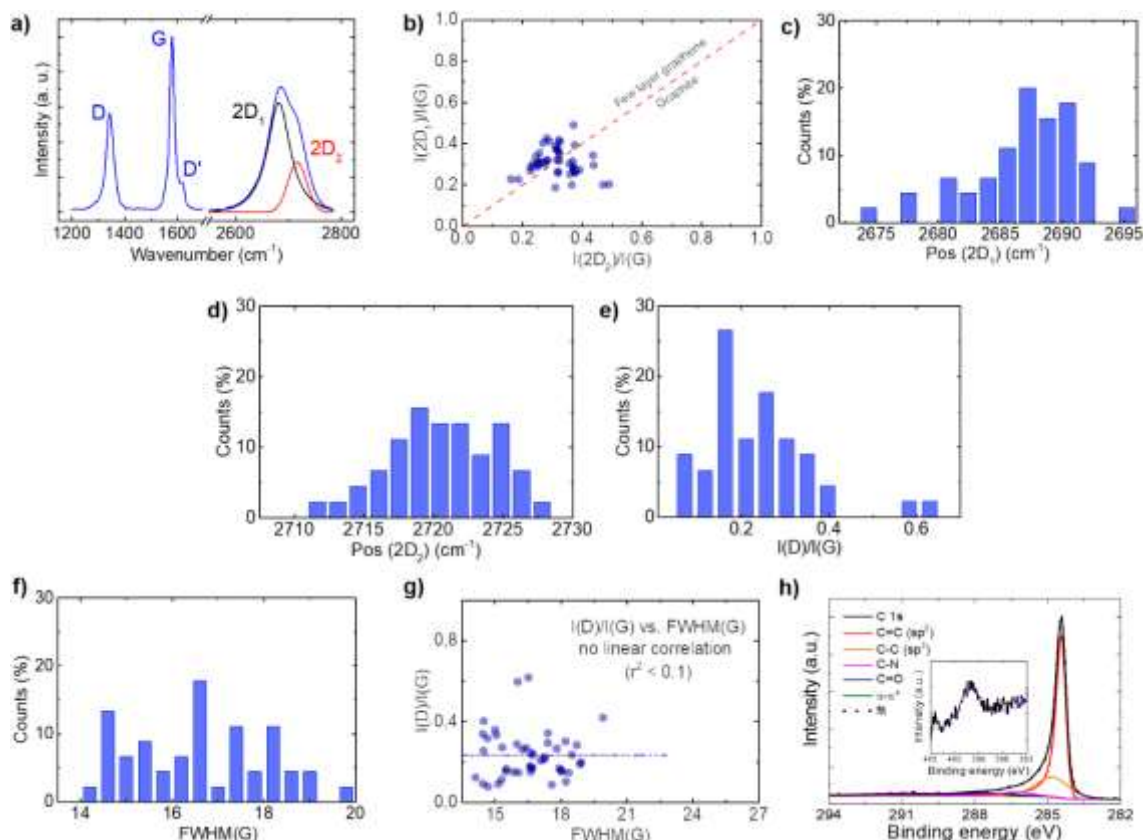 a)
Intensity (a. u.)
D
G
D'
2D₁
2D₂
1200 1400 1600 2600 2800
Wavenumber (cm⁻¹)
b)
I(2D₁)/I(G)
1.0
0.8
0.6
0.4
0.2
0.0
Few layer graphene
Graphite
0.0 0.2 0.4 0.6 0.8 1.0
I(2D₂)/I(G)
c)
Counts (%)
30
20
10
0
2675 2680 2685 2690 2695
Pos (2D₁) (cm⁻¹)
d)
Counts (%)
30
20
10
0
2710 2715 2720 2725 2730
Pos (2D₂) (cm⁻¹)
e)
Counts (%)
30
20
10
0
0.2 0.4 0.6
I(D)/I(G)
f)
Counts (%)
30
20
10
0
14 16 18 20
FWHM(G)
g)
I(D)/I(G)
0.8
0.4
0.0
I(D)/I(G) vs. FWHM(G)
no linear correlation
(r² < 0.1)
15 18 21 24 27
FWHM(G)
h)
Intensity (a.u.)
C 1s
C=C (sp²)
C-C (sp³)
C-N
C=O
π-π*
Intensity (a.u.)
Binding energy (eV)
294 291 288 285 282
Binding energy (eV)